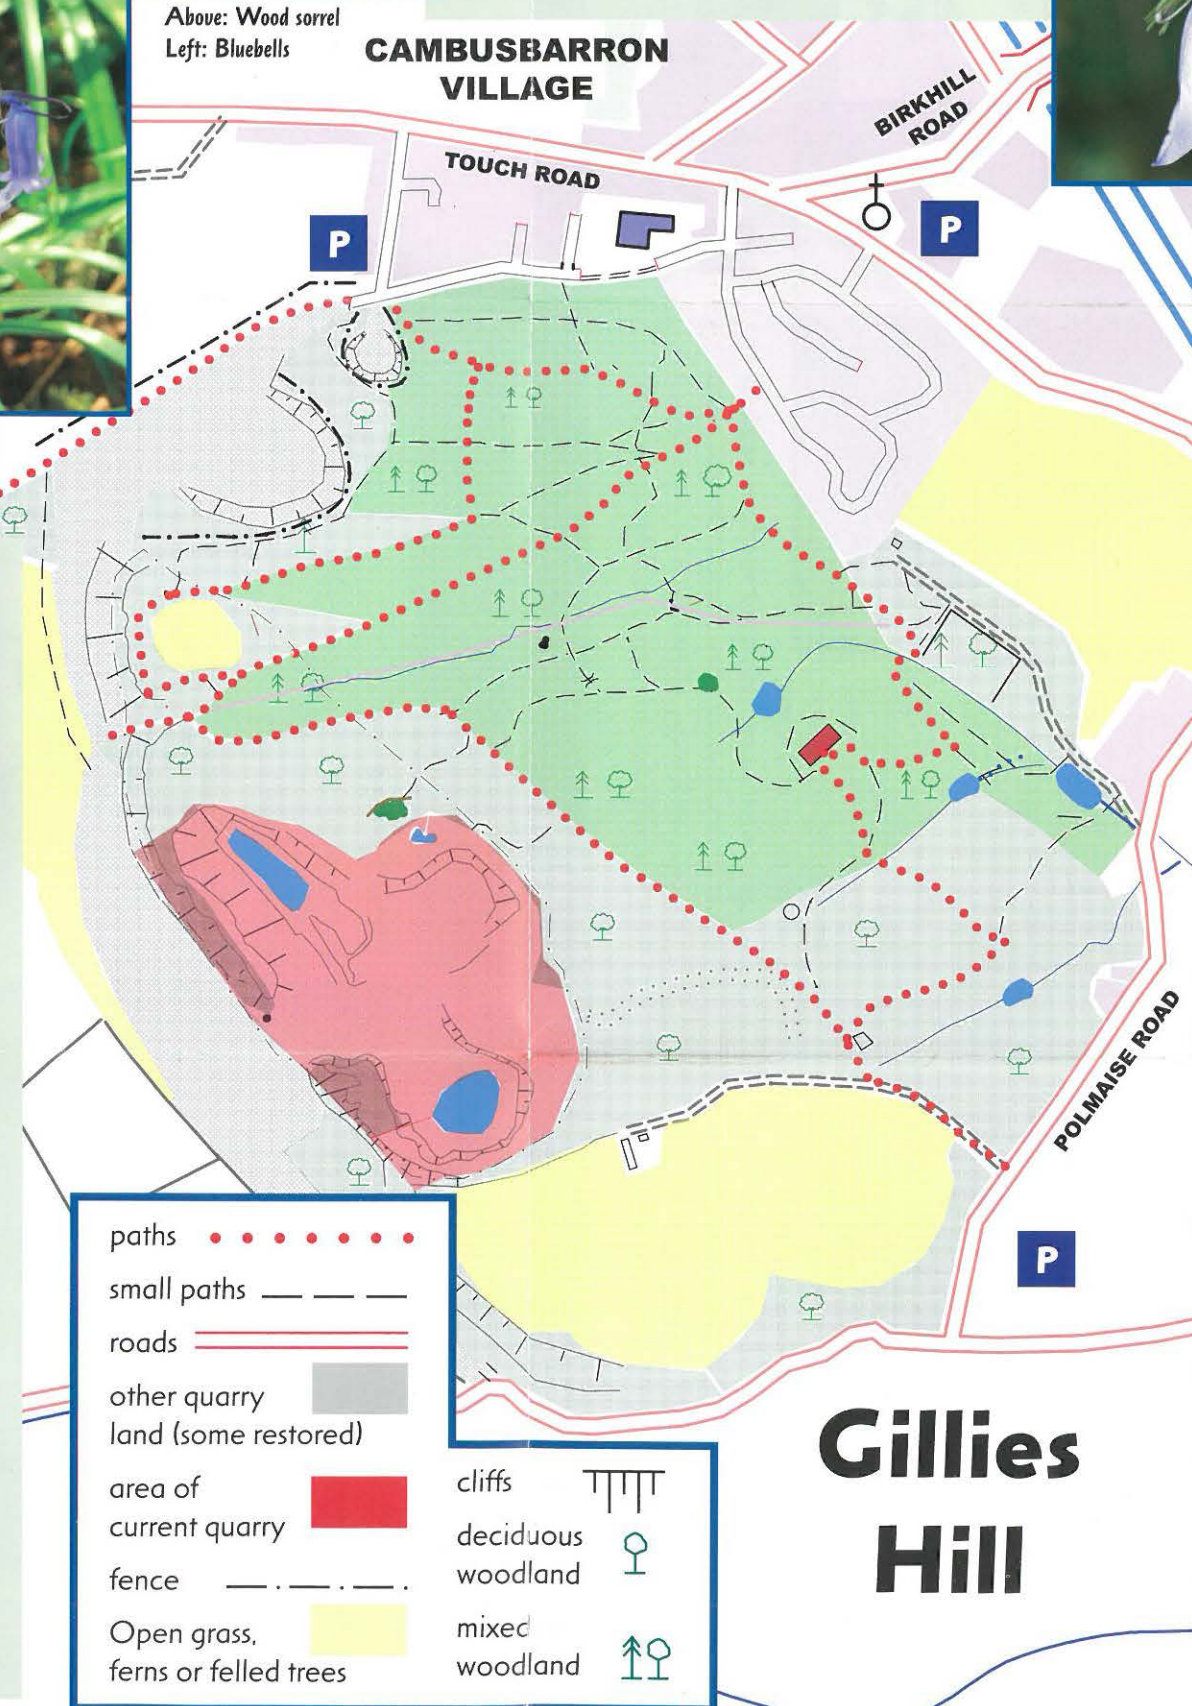 Above: Wood sorrel
Left: Bluebells
CAMBUSBARRON
VILLAGE
BIRKHILL
ROAD
TOUCH ROAD
P
P
POLMAISE ROAD
P
paths
small paths
roads
other quarry
land (some restored)
area of
current quarry
fence
Open grass,
ferns or felled trees
cliffs
deciduous
woodland
mixed
woodland
Gillies
Hill